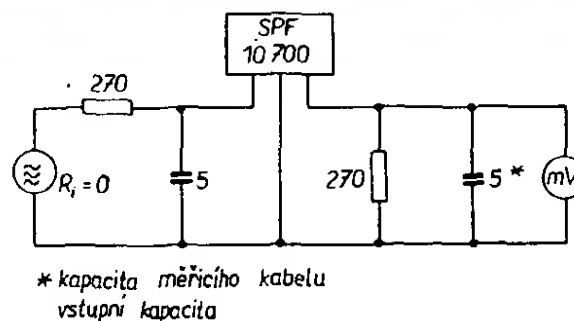 SPF
10 700
270
R_i = 0
5
270
5 *
mV
* kapacita měřicího kabelu
vstupní kapacita